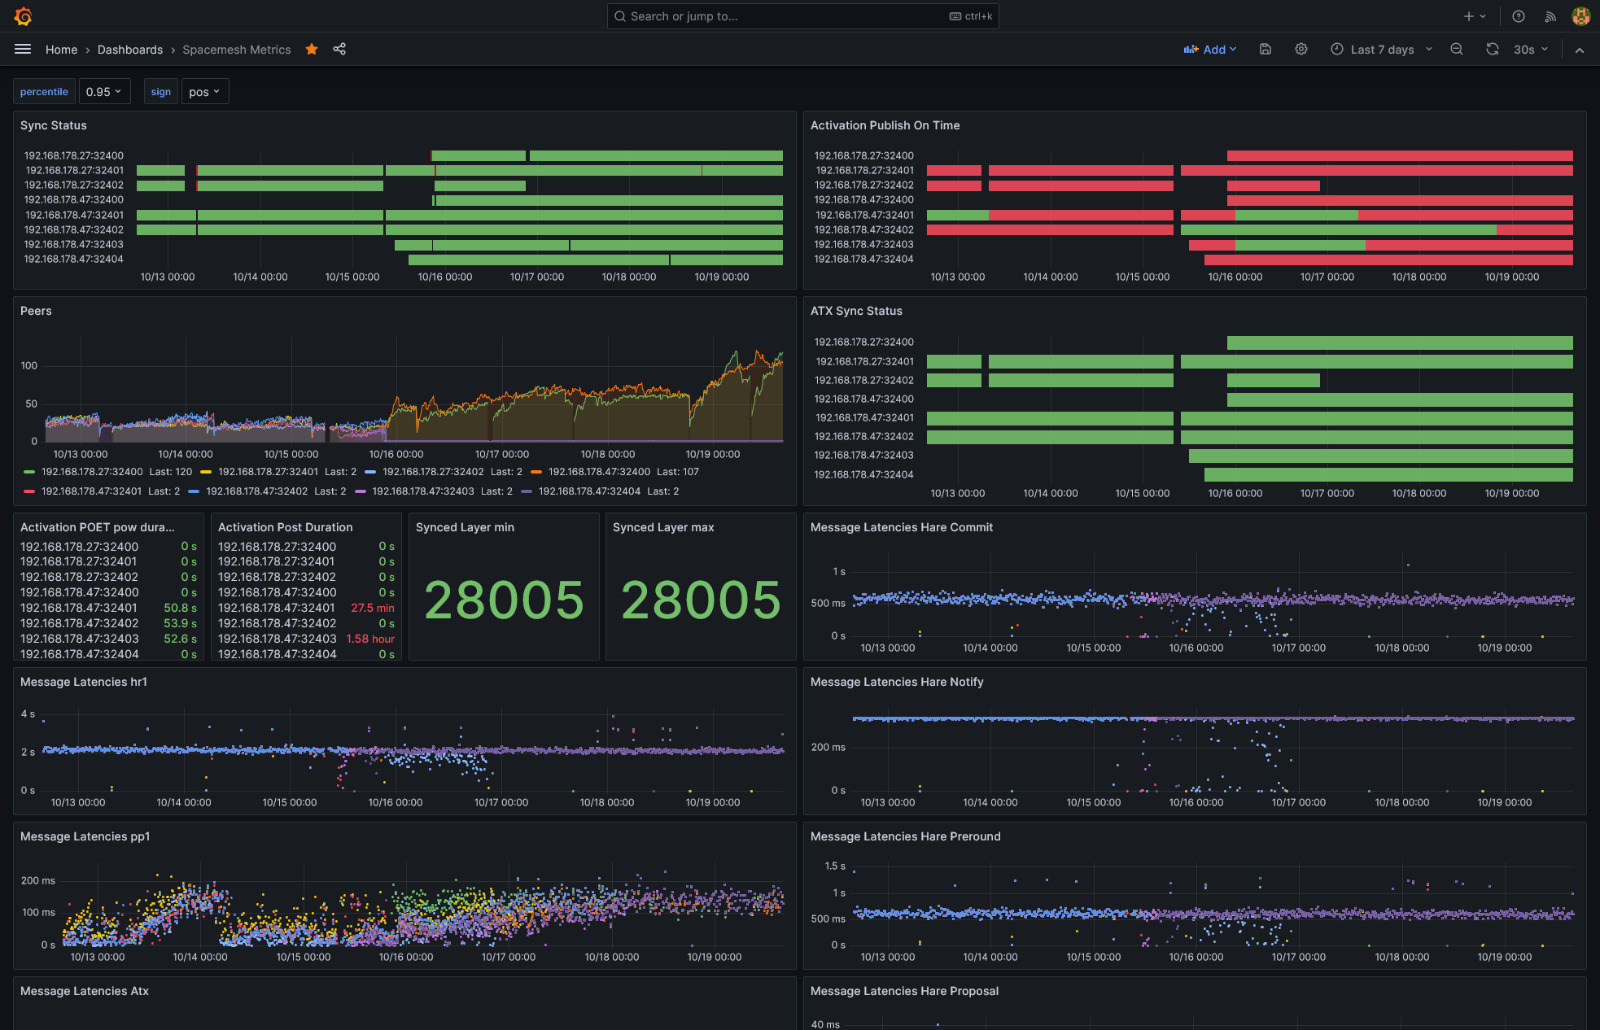 Search or jump to...
ctrl+k
Home › Dashboards › Spacemesh Metrics
Add
Last 7 days
30s
percentile 0.95 sign pos
Sync Status
192.168.178.27:32400
192.168.178.27:32401
192.168.178.27:32402
192.168.178.47:32400
192.168.178.47:32401
192.168.178.47:32402
192.168.178.47:32403
192.168.178.47:32404
10/13 00:00 10/14 00:00 10/15 00:00 10/16 00:00 10/17 00:00 10/18 00:00 10/19 00:00
Activation Publish On Time
192.168.178.27:32400
192.168.178.27:32401
192.168.178.27:32402
192.168.178.47:32400
192.168.178.47:32401
192.168.178.47:32402
192.168.178.47:32403
192.168.178.47:32404
10/13 00:00 10/14 00:00 10/15 00:00 10/16 00:00 10/17 00:00 10/18 00:00 10/19 00:00
Peers
100
50
0
10/13 00:00 10/14 00:00 10/15 00:00 10/16 00:00 10/17 00:00 10/18 00:00 10/19 00:00
192.168.178.27:32400 Last: 120 192.168.178.27:32401 Last: 2 192.168.178.27:32402 Last: 2 192.168.178.47:32400 Last: 107
192.168.178.47:32401 Last: 2 192.168.178.47:32402 Last: 2 192.168.178.47:32403 Last: 2 192.168.178.47:32404 Last: 2
ATX Sync Status
192.168.178.27:32400
192.168.178.27:32401
192.168.178.27:32402
192.168.178.47:32400
192.168.178.47:32401
192.168.178.47:32402
192.168.178.47:32403
192.168.178.47:32404
10/13 00:00 10/14 00:00 10/15 00:00 10/16 00:00 10/17 00:00 10/18 00:00 10/19 00:00
Activation POET pow dura...
192.168.178.27:32400 0 s
192.168.178.27:32401 0 s
192.168.178.27:32402 0 s
192.168.178.47:32400 0 s
192.168.178.47:32401 50.8 s
192.168.178.47:32402 53.9 s
192.168.178.47:32403 52.6 s
192.168.178.47:32404 0 s
Activation Post Duration
192.168.178.27:32400 0 s
192.168.178.27:32401 0 s
192.168.178.27:32402 0 s
192.168.178.47:32400 0 s
192.168.178.47:32401 27.5 min
192.168.178.47:32402 0 s
192.168.178.47:32403 1.58 hour
192.168.178.47:32404 0 s
Synced Layer min
28005
Synced Layer max
28005
Message Latencies Hare Commit
1 s
500 ms
0 s
10/13 00:00 10/14 00:00 10/15 00:00 10/16 00:00 10/17 00:00 10/18 00:00 10/19 00:00
Message Latencies hr1
4 s
2 s
0 s
10/13 00:00 10/14 00:00 10/15 00:00 10/16 00:00 10/17 00:00 10/18 00:00 10/19 00:00
Message Latencies Hare Notify
200 ms
0 s
10/13 00:00 10/14 00:00 10/15 00:00 10/16 00:00 10/17 00:00 10/18 00:00 10/19 00:00
Message Latencies pp1
200 ms
100 ms
0 s
10/13 00:00 10/14 00:00 10/15 00:00 10/16 00:00 10/17 00:00 10/18 00:00 10/19 00:00
Message Latencies Hare Preround
1.5 s
1 s
500 ms
0 s
10/13 00:00 10/14 00:00 10/15 00:00 10/16 00:00 10/17 00:00 10/18 00:00 10/19 00:00
Message Latencies Atx
Message Latencies Hare Proposal
40 ms